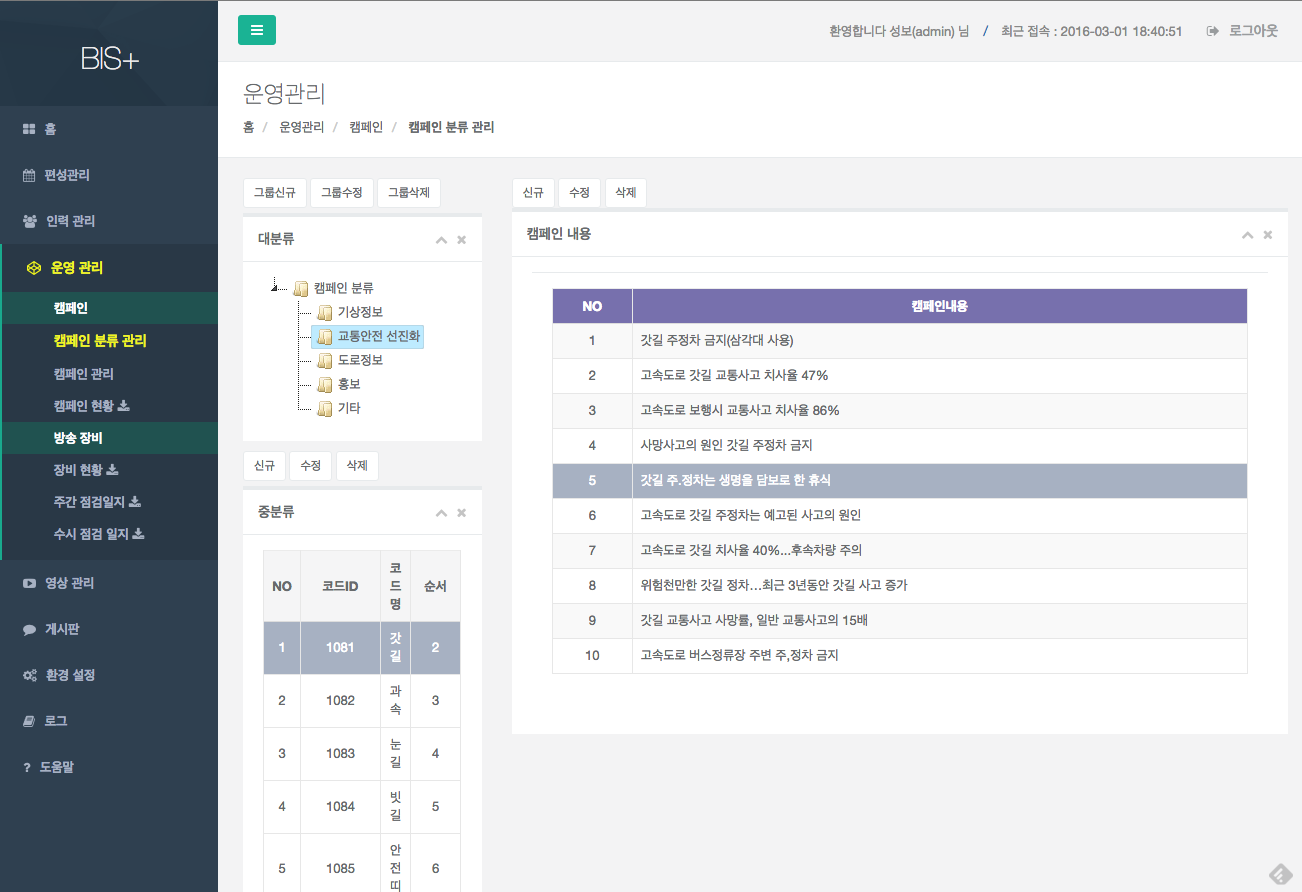 BIS+
환영합니다 성보(admin) 님 / 최근 접속 : 2016-03-01 18:40:51 로그아웃
홈
편성관리
인력 관리
운영 관리
캠페인
캠페인 분류 관리
캠페인 관리
캠페인 현황
방송 장비
장비 현황
주간 점검일지
수시 점검 일지
영상 관리
게시판
환경 설정
로그
? 도움말
운영관리
홈 / 운영관리 / 캠페인 / 캠페인 분류 관리
그룹신규 그룹수정 그룹삭제
대분류
캠페인 분류
기상정보
교통안전 선진화
도로정보
홍보
기타
신규 수정 삭제
중분류
NO 코드ID 코드명 순서
1 1081 갓길 2
2 1082 과속 3
3 1083 눈길 4
4 1084 빗길 5
5 1085 안전띠 6
신규 수정 삭제
캠페인 내용
NO 캠페인내용
1 갓길 주정차 금지(삼각대 사용)
2 고속도로 갓길 교통사고 치사율 47%
3 고속도로 보행시 교통사고 치사율 86%
4 사망사고의 원인 갓길 주정차 금지
5 갓길 주.정차는 생명을 담보로 한 휴식
6 고속도로 갓길 주정차는 예고된 사고의 원인
7 고속도로 갓길 치사율 40%...후속차량 주의
8 위험천만한 갓길 정차...최근 3년동안 갓길 사고 증가
9 갓길 교통사고 사망률, 일반 교통사고의 15배
10 고속도로 버스정류장 주변 주,정차 금지